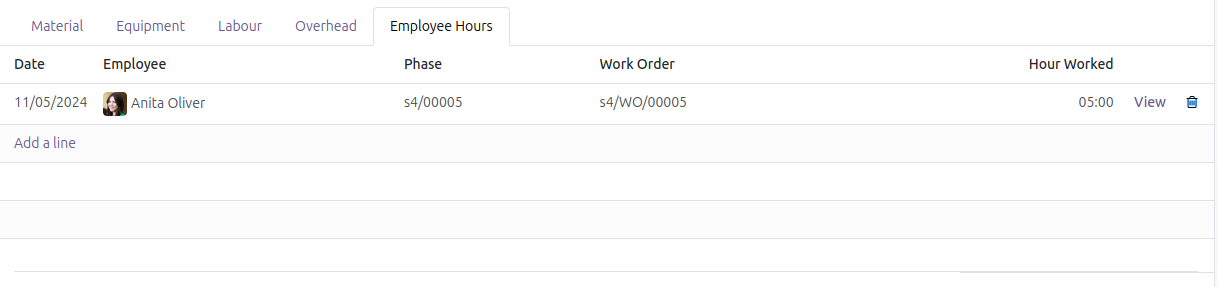 Material Equipment Labour Overhead Employee Hours
Date Employee Phase Work Order Hour Worked
11/05/2024 Anita Oliver s4/00005 s4/WO/00005 05:00 View
Add a line